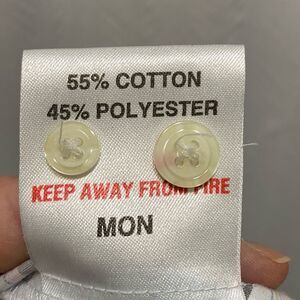 55% COTTON
45% POLYESTER
KEEP AWAY FROM FIRE
MON